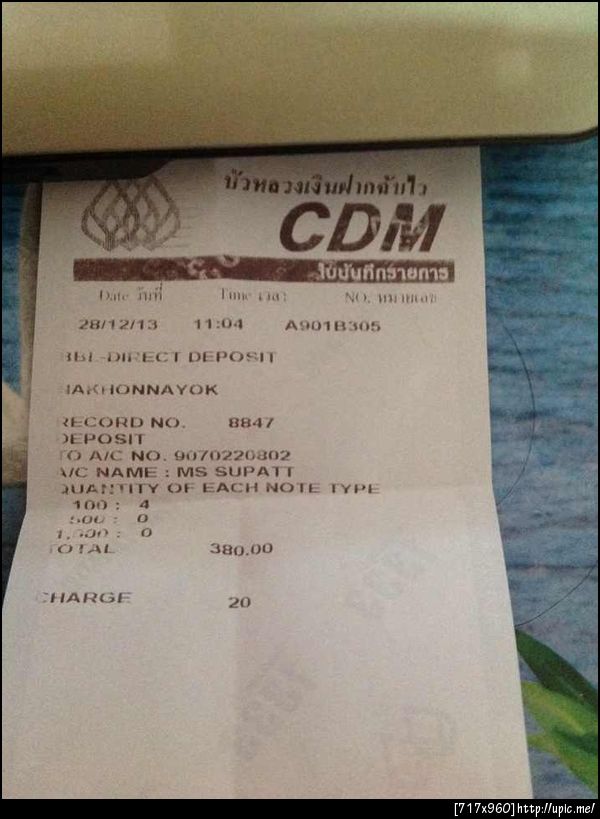 บัวหลวงเงินฝากฉับไว
CDM
ใบบันทึกรายการ
Date วันที่ Time เวลา NO. หมายเลข
28/12/13 11:04 A901B305
BBL-DIRECT DEPOSIT
NAKHONNAYOK
RECORD NO. 8847
DEPOSIT
TO A/C NO. 9070220802
A/C NAME : MS SUPATT
QUANTITY OF EACH NOTE TYPE
100 : 4
500 : 0
1,000 : 0
TOTAL 380.00
CHARGE 20
[717x960]http://upic.me/